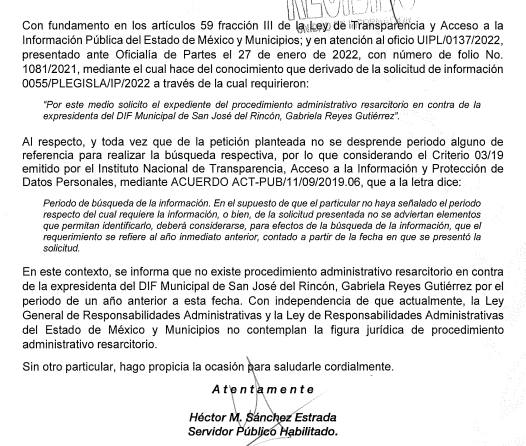 RECIBIDO
Con fundamento en los artículos 59 fracción III de la Ley de Transparencia y Acceso a la
Información Pública del Estado de México y Municipios; y en atención al oficio UIPL/0137/2022,
presentado ante Oficialía de Partes el 27 de enero de 2022, con número de folio No.
1081/2021, mediante el cual hace del conocimiento que derivado de la solicitud de información
0055/PLEGISLA/IP/2022 a través de la cual requirieron:
"Por este medio solicito el expediente del procedimiento administrativo resarcitorio en contra de la
expresidenta del DIF Municipal de San José del Rincón, Gabriela Reyes Gutiérrez".
Al respecto, y toda vez que de la petición planteada no se desprende periodo alguno de
referencia para realizar la búsqueda respectiva, por lo que considerando el Criterio 03/19
emitido por el Instituto Nacional de Transparencia, Acceso a la Información y Protección de
Datos Personales, mediante ACUERDO ACT-PUB/11/09/2019.06, que a la letra dice:
Periodo de búsqueda de la información. En el supuesto de que el particular no haya señalado el periodo
respecto del cual requiere la información, o bien, de la solicitud presentada no se adviertan elementos
que permitan identificarlo, deberá considerarse, para efectos de la búsqueda de la información, que el
requerimiento se refiere al año inmediato anterior, contado a partir de la fecha en que se presentó la
solicitud.
En este contexto, se informa que no existe procedimiento administrativo resarcitorio en contra
de la expresidenta del DIF Municipal de San José del Rincón, Gabriela Reyes Gutiérrez por el
periodo de un año anterior a esta fecha. Con independencia de que actualmente, la Ley
General de Responsabilidades Administrativas y la Ley de Responsabilidades Administrativas
del Estado de México y Municipios no contemplan la figura jurídica de procedimiento
administrativo resarcitorio.
Sin otro particular, hago propicia la ocasión para saludarle cordialmente.
Atentamente
Héctor M. Sánchez Estrada
Servidor Público Habilitado.